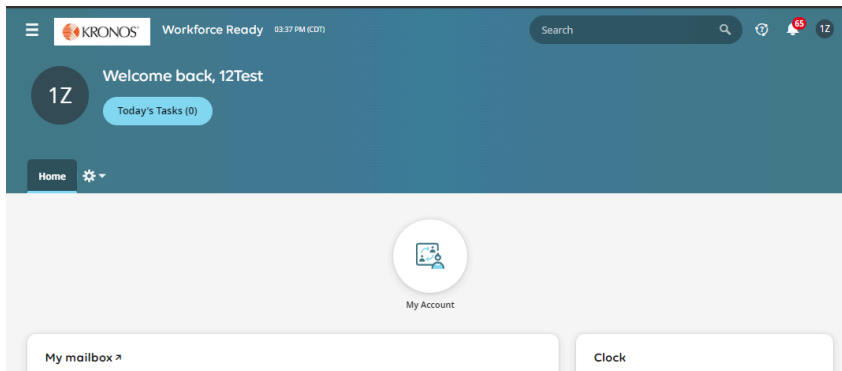 KRONOS Workforce Ready 03:37 PM (CDT) Search 65 1Z
1Z
Welcome back, 12Test
Today's Tasks (0)
Home
My Account
My mailbox
Clock